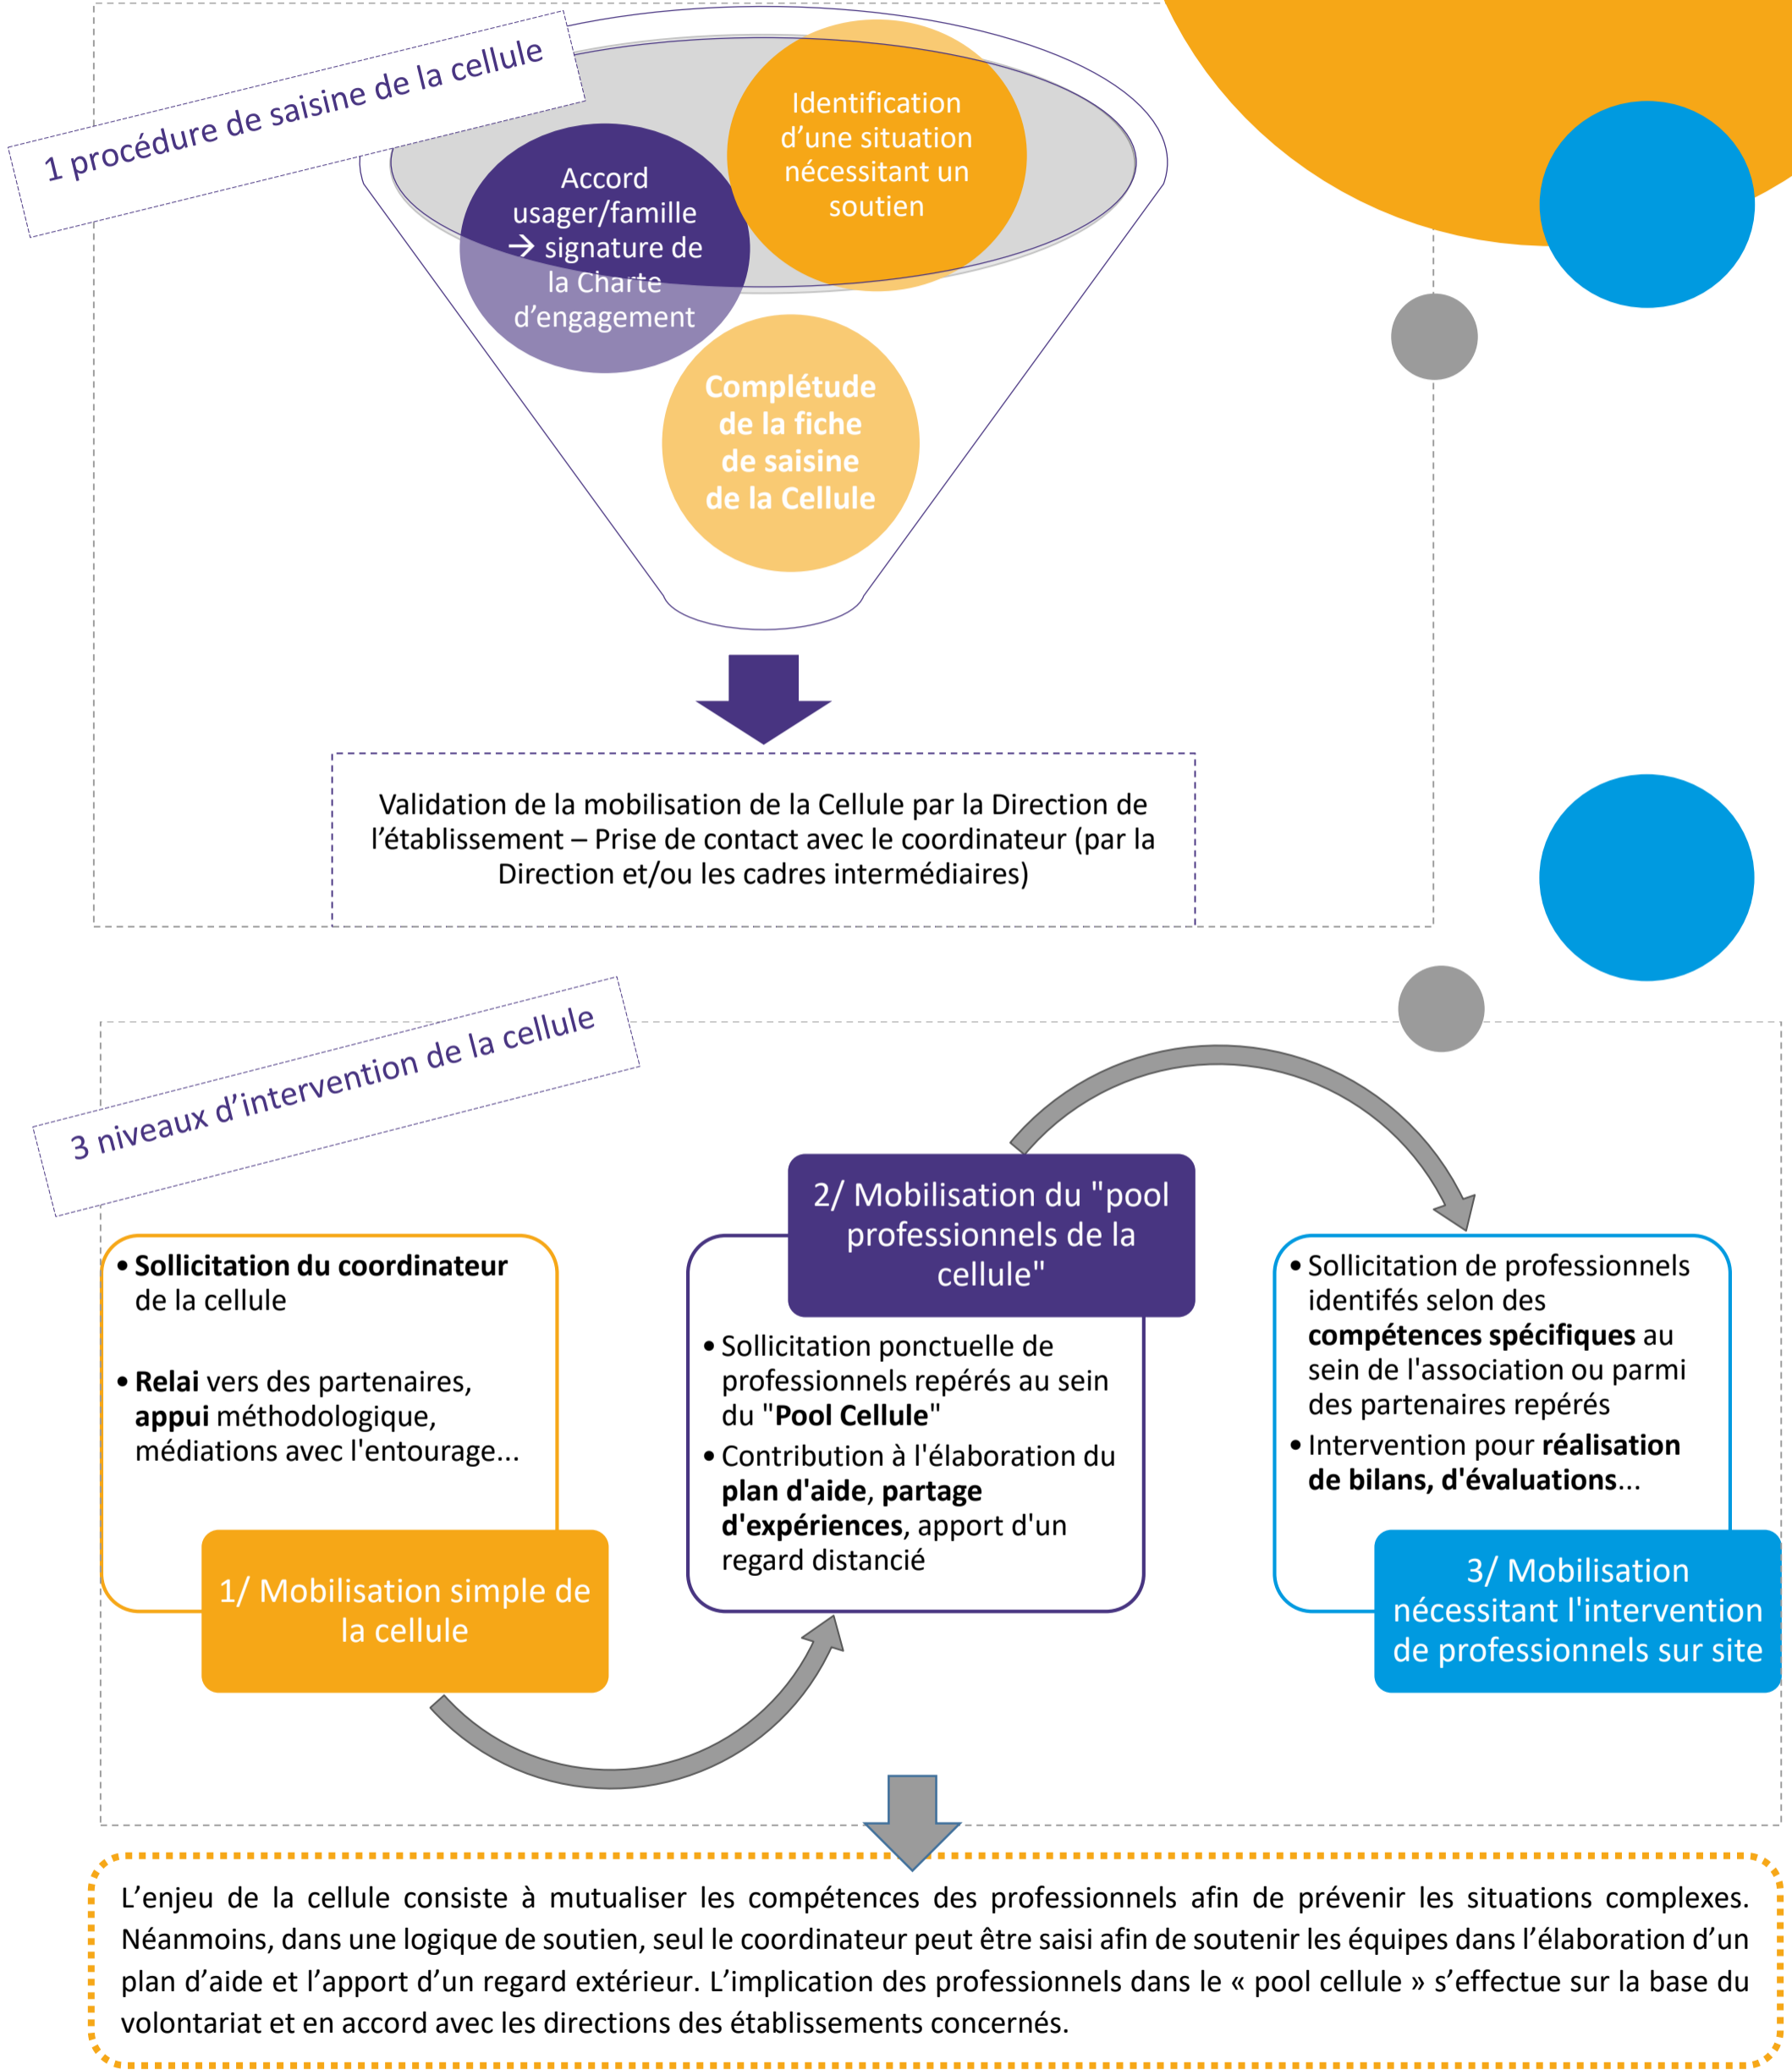 1 procédure de saisine de la cellule
Identification
d’une situation
nécessitant un
soutien
Accord
usager/famille
→ signature de
la Charte
d’engagement
Complétude
de la fiche
de saisine
de la Cellule
Validation de la mobilisation de la Cellule par la Direction de
l’établissement – Prise de contact avec le coordinateur (par la
Direction et/ou les cadres intermédiaires)
3 niveaux d’intervention de la cellule
• Sollicitation du coordinateur
de la cellule
• Relai vers des partenaires,
appui méthodologique,
médiations avec l'entourage...
1/ Mobilisation simple de
la cellule
2/ Mobilisation du "pool
professionnels de la
cellule"
• Sollicitation ponctuelle de
professionnels repérés au sein
du "Pool Cellule"
• Contribution à l'élaboration du
plan d'aide, partage
d'expériences, apport d'un
regard distancié
• Sollicitation de professionnels
identifés selon des
compétences spécifiques au
sein de l'association ou parmi
des partenaires repérés
• Intervention pour réalisation
de bilans, d'évaluations...
3/ Mobilisation
nécessitant l'intervention
de professionnels sur site
L’enjeu de la cellule consiste à mutualiser les compétences des professionnels afin de prévenir les situations complexes.
Néanmoins, dans une logique de soutien, seul le coordinateur peut être saisi afin de soutenir les équipes dans l’élaboration d’un
plan d’aide et l’apport d’un regard extérieur. L’implication des professionnels dans le « pool cellule » s’effectue sur la base du
volontariat et en accord avec les directions des établissements concernés.